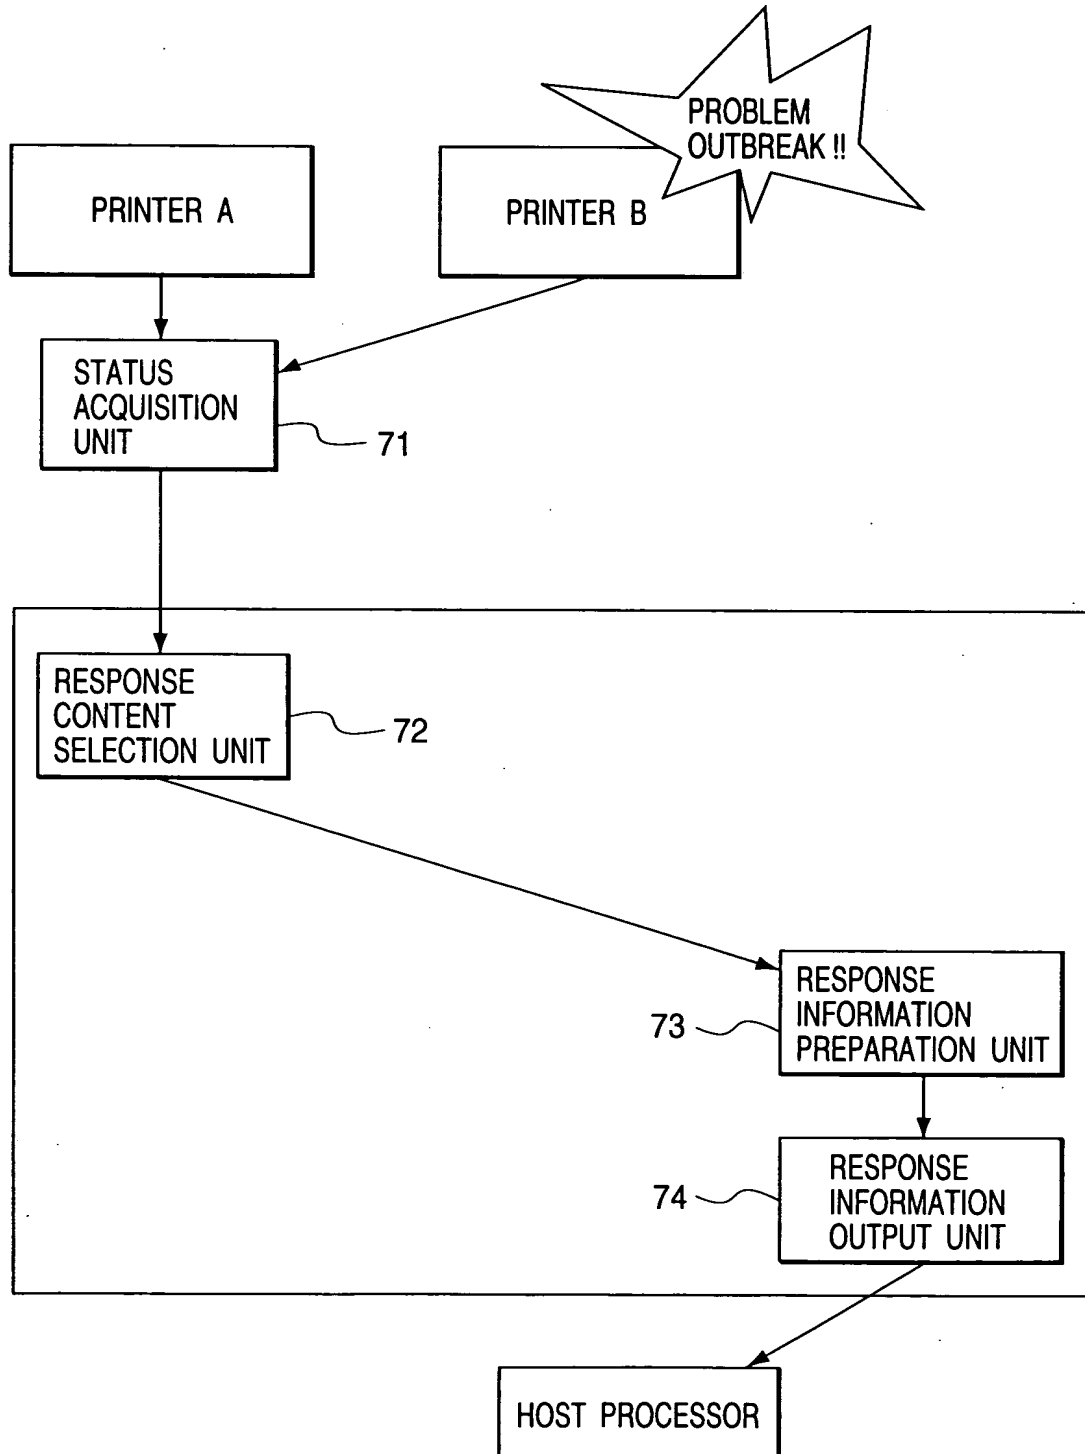 PROBLEM
OUTBREAK !!
PRINTER A
PRINTER B
STATUS
ACQUISITION
UNIT
71
RESPONSE
CONTENT
SELECTION UNIT
72
RESPONSE
INFORMATION
PREPARATION UNIT
73
RESPONSE
INFORMATION
OUTPUT UNIT
74
HOST PROCESSOR